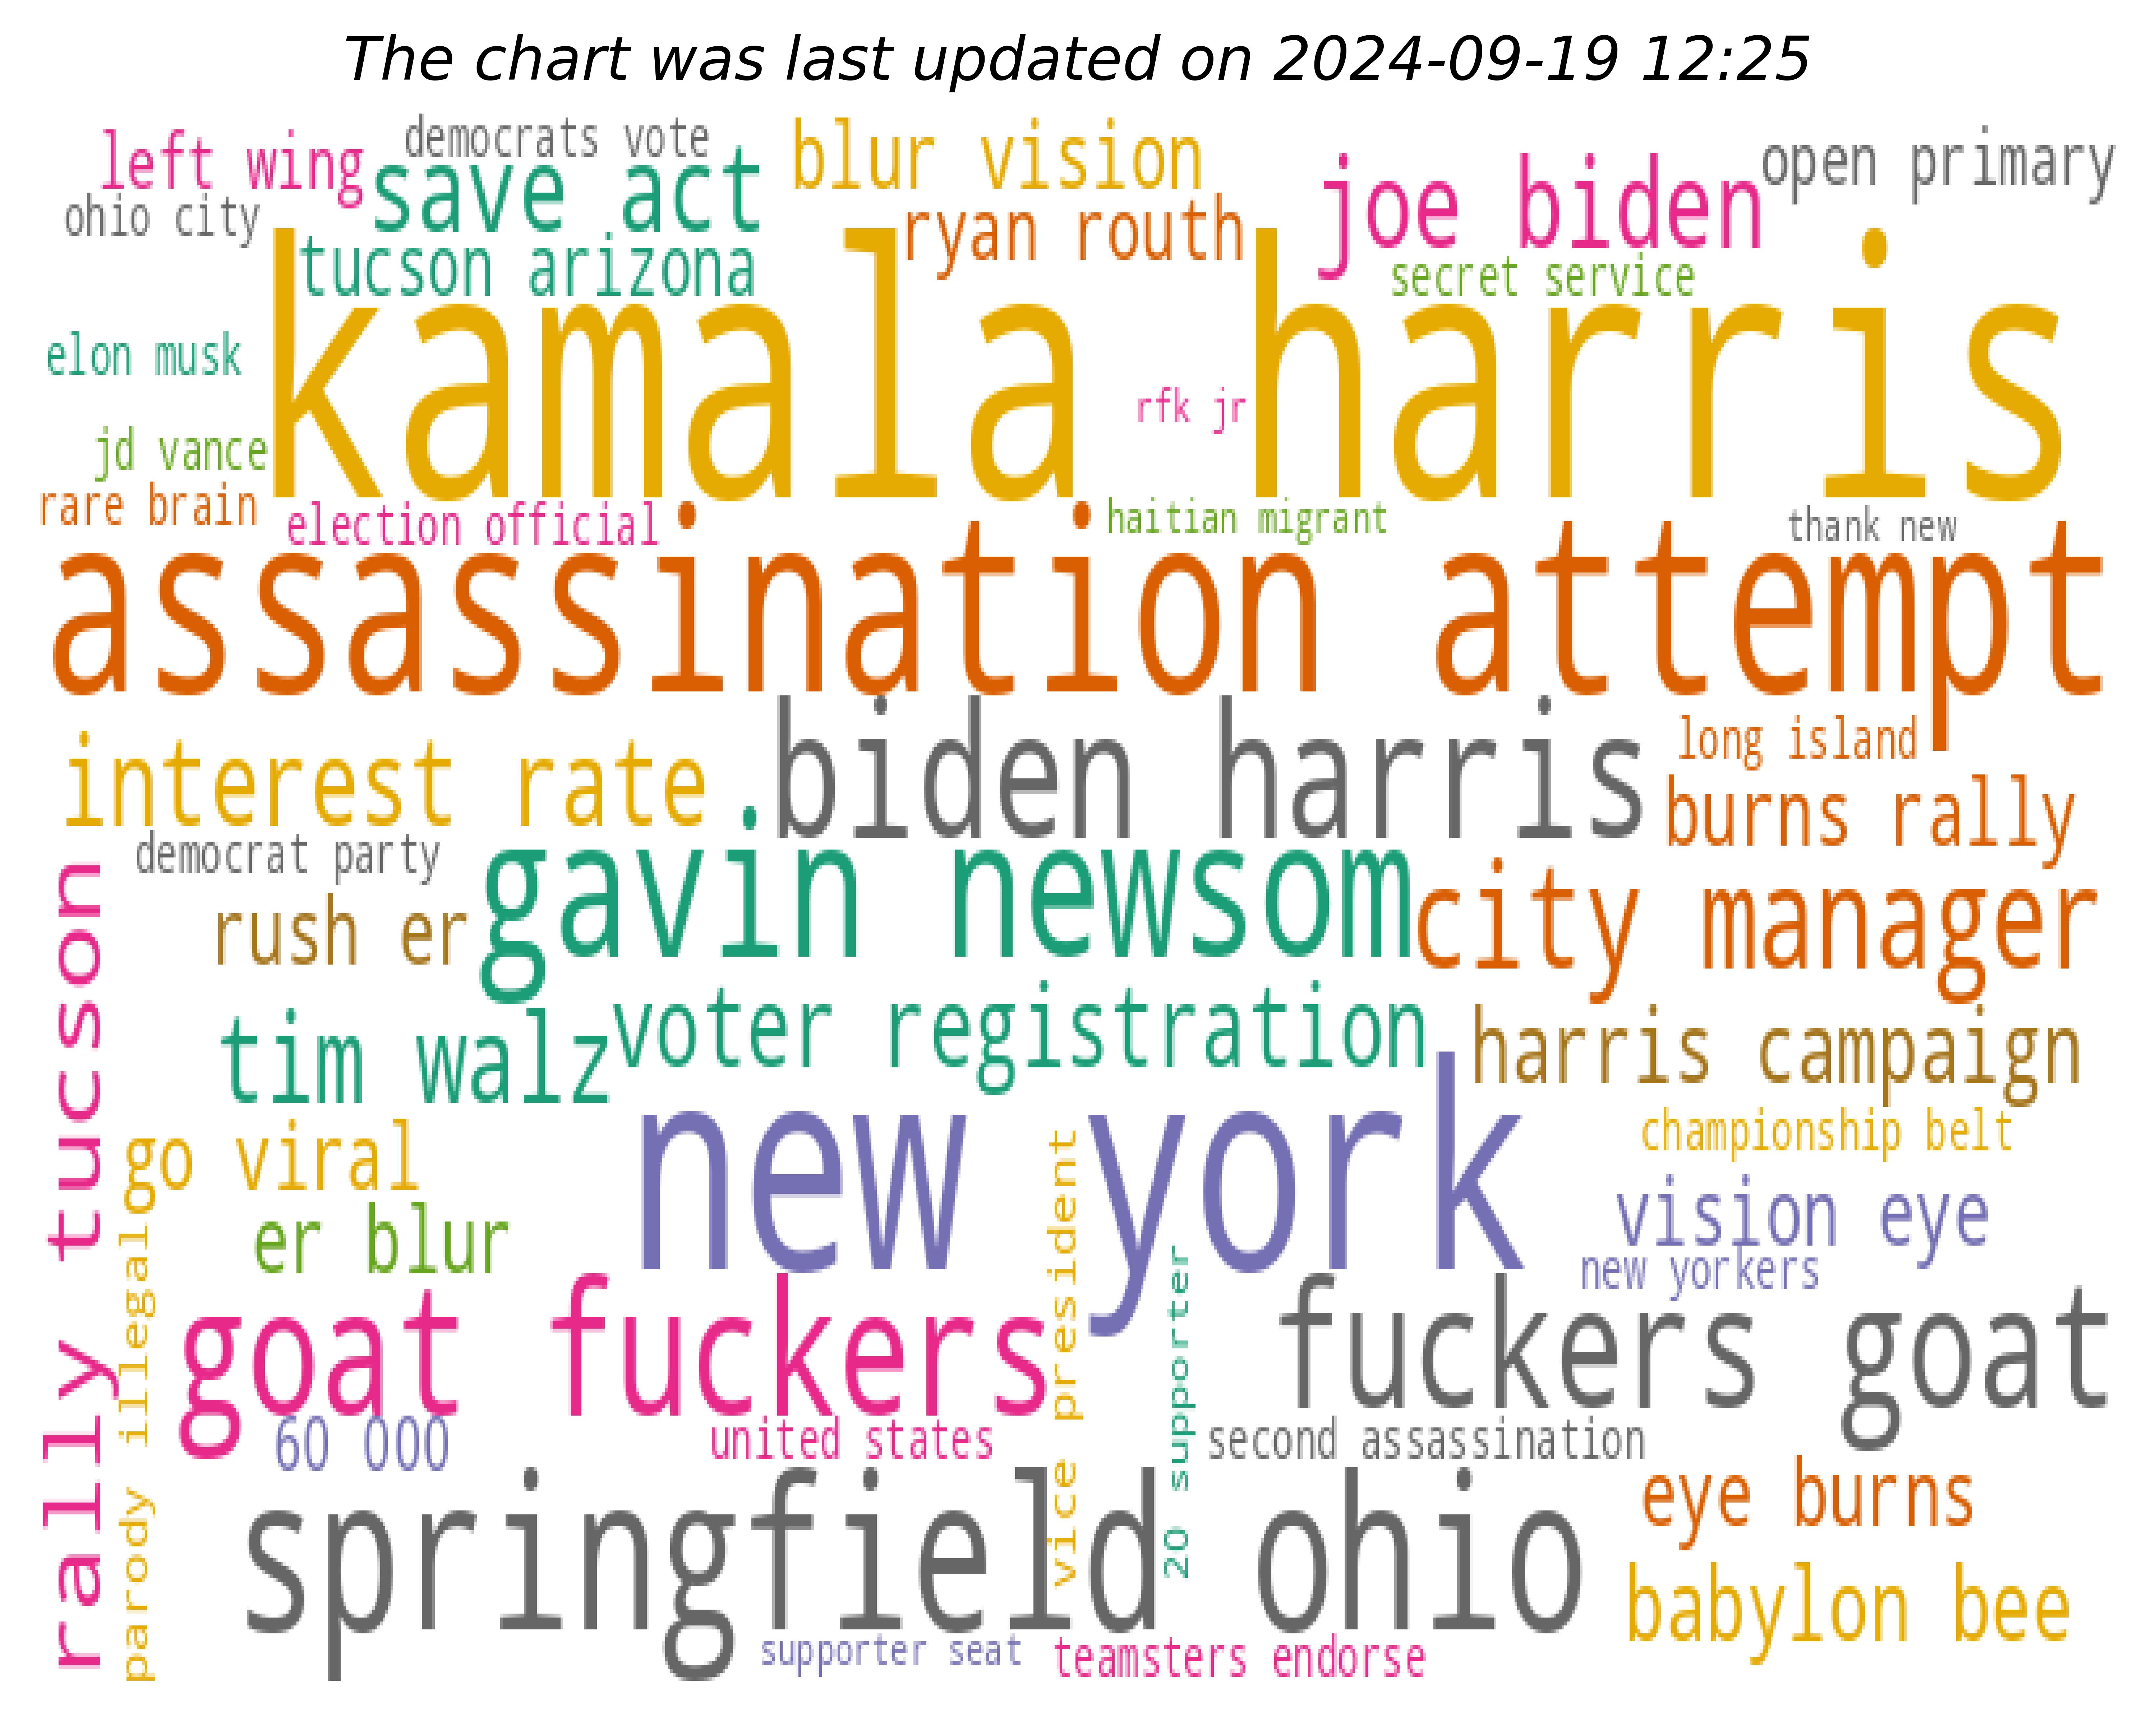 The chart was last updated on 2024-09-19 12:25
left wing
democrats vote
blur vision
open primary
ohio city
save act
ryan routh
joe biden
tucson arizona
secret service
elon musk
kamala harris
rfk jr
jd vance
rare brain
election official
haitian migrant
thank new
assassination attempt
interest rate
biden harris
long island
burns rally
democrat party
gavin newsom
city manager
rush er
rally tucson
tim walz
voter registration
harris campaign
go viral
new york
championship belt
parody illegal
er blur
vice president
vision eye
new yorkers
goat fuckers
20 supporter
fuckers goat
60 000
united states
second assassination
springfield ohio
eye burns
babylon bee
supporter seat
teamsters endorse